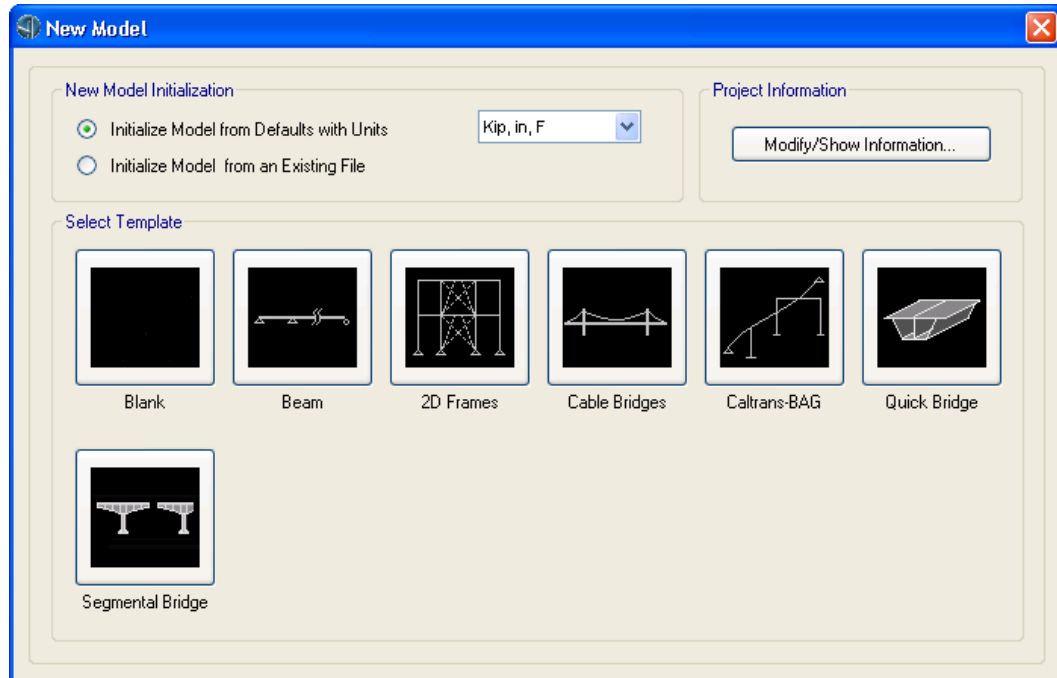 New Model
New Model Initialization
Initialize Model from Defaults with Units
Kip, in, F
Initialize Model from an Existing File
Project Information
Modify/Show Information...
Select Template
Blank
Beam
2D Frames
Cable Bridges
Caltrans-BAG
Quick Bridge
Segmental Bridge